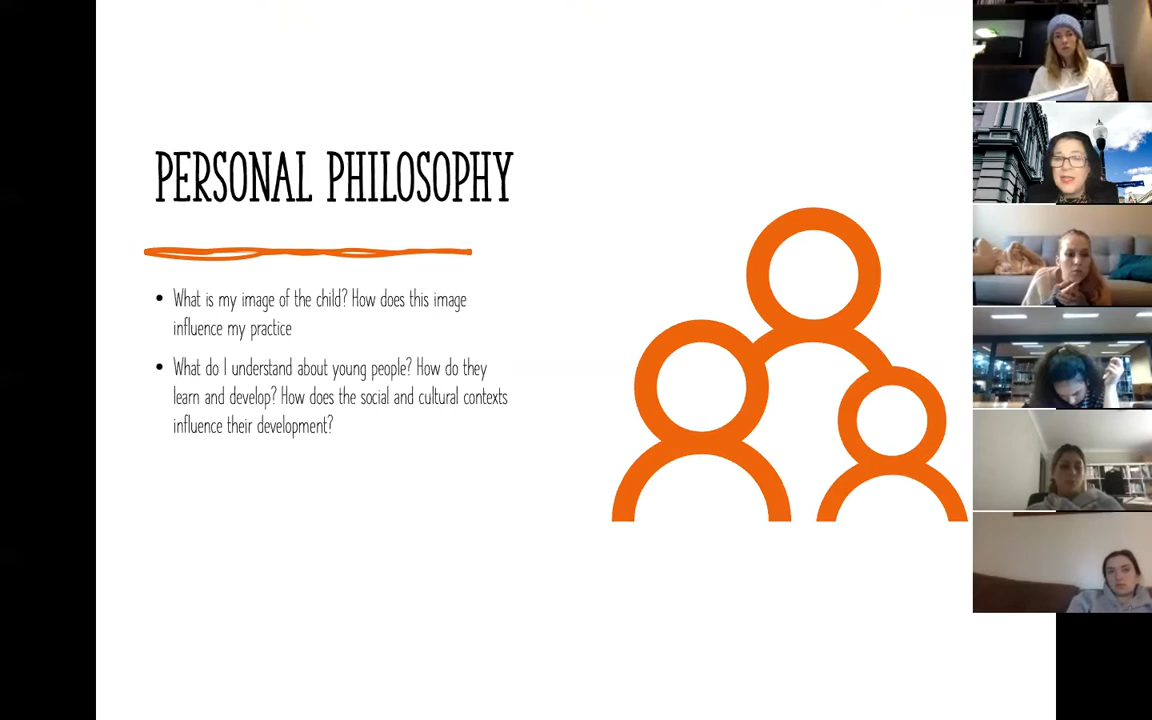 PERSONAL PHILOSOPHY
• What is my image of the child? How does this image
influence my practice
• What do I understand about young people? How do they
learn and develop? How does the social and cultural contexts
influence their development?